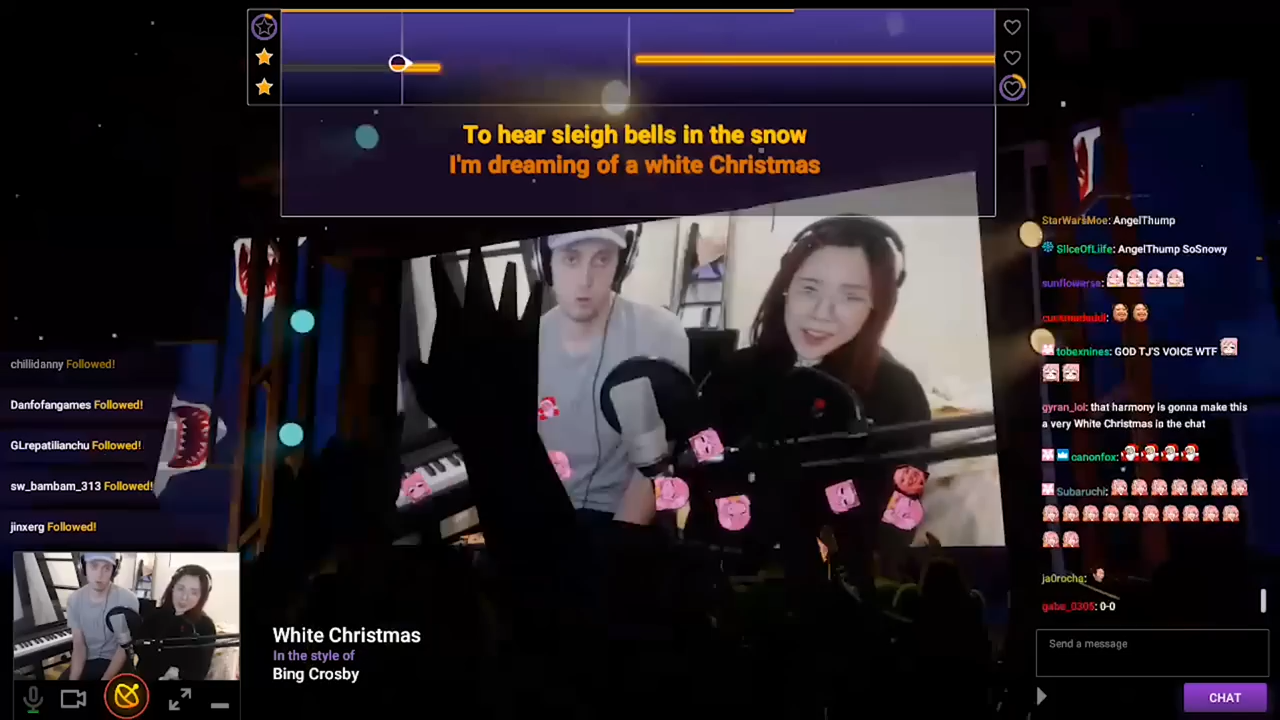 To hear sleigh bells in the snow
I'm dreaming of a white Christmas
StarWarsMoe: AngelThump
SliceOfLiife: AngelThump SoSnowy
tobexnines: GOD TJ'S VOICE WTF
gyran_lol: that harmony is gonna make this
a very White Christmas in the chat
canonfox:
Subaruchi:
ja0rocha:
gabe_0305: 0-0
Send a message
CHAT
chillidanny Followed!
Danfofangames Followed!
GLrepatilianchu Followed!
sw_bambam_313 Followed!
jinxerg Followed!
White Christmas
In the style of
Bing Crosby